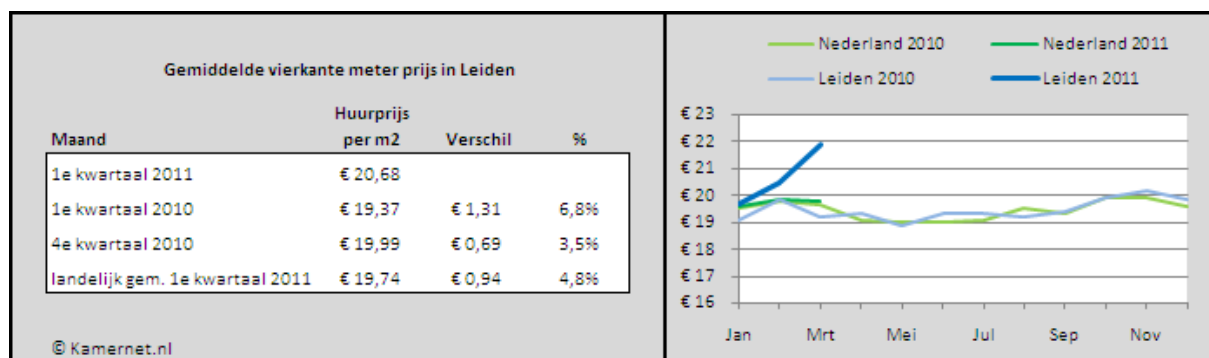 Gemiddelde vierkante meter prijs in Leiden
Huurprijs
Maand per m2 Verschil %
1e kwartaal 2011 € 20,68
1e kwartaal 2010 € 19,37 € 1,31 6,8%
4e kwartaal 2010 € 19,99 € 0,69 3,5%
landelijk gem. 1e kwartaal 2011 € 19,74 € 0,94 4,8%
© Kamernet.nl
Nederland 2010 Nederland 2011
Leiden 2010 Leiden 2011
€ 23
€ 22
€ 21
€ 20
€ 19
€ 18
€ 17
€ 16
Jan Mrt Mei Jul Sep Nov